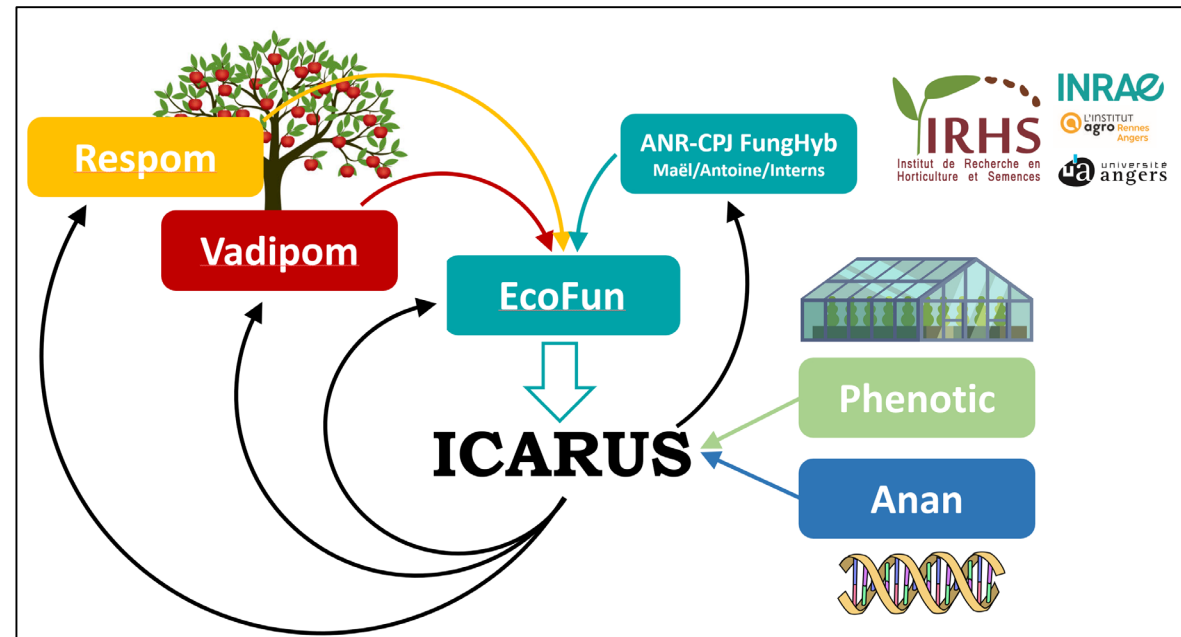 Respom
Vadipom
ANR-CPJ FungHyb
Maël/Antoine/Interns
EcoFun
ICARUS
IRHS
Institut de Recherche en
Horticulture et Semences
INRAE
L'INSTITUT
agro Rennes
Angers
ua université
angers
Phenotic
Anan